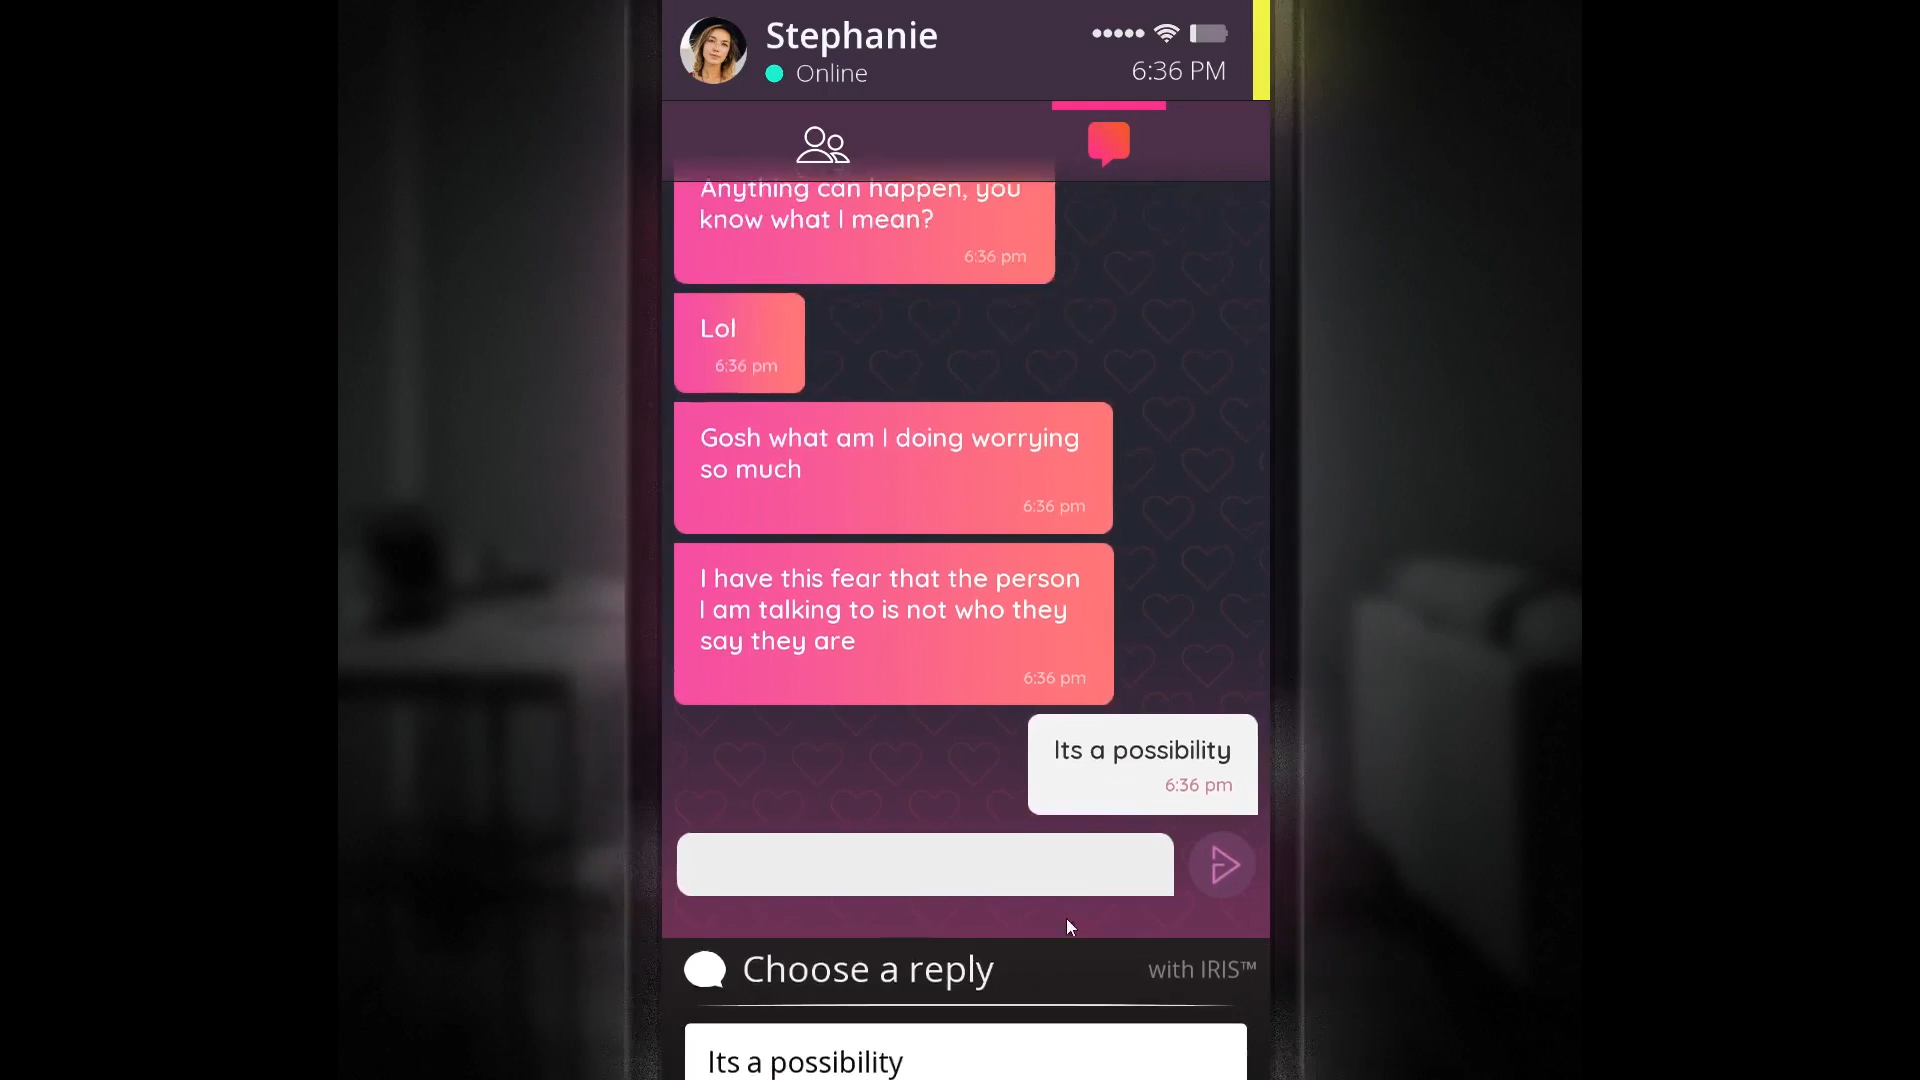 Stephanie
Online
6:36 PM
Anything can happen, you
know what I mean?
6:36 pm
Lol
6:36 pm
Gosh what am I doing worrying
so much
6:36 pm
I have this fear that the person
I am talking to is not who they
say they are
6:36 pm
Its a possibility
6:36 pm
Choose a reply
with IRIS™
Its a possibility